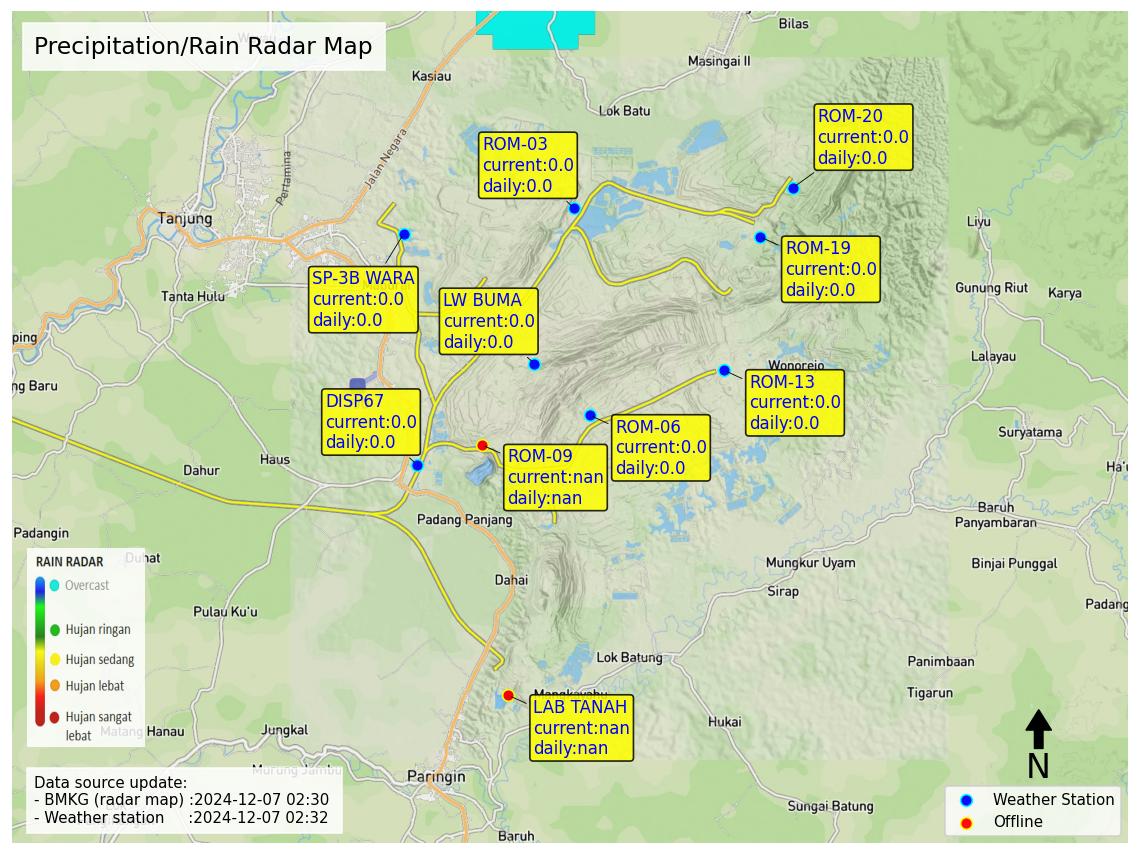 Precipitation/Rain Radar Map
Bilas
Masingai II
Kasiau
Lok Batu
Jalan Negara
Pertamina
Tanjung
Tanta Hulu
ROM-03
current:0.0
daily:0.0
ROM-20
current:0.0
daily:0.0
ROM-19
current:0.0
daily:0.0
SP-3B WARA
current:0.0
daily:0.0
LW BUMA
current:0.0
daily:0.0
Liyu
Gunung Riut
Karya
Lalayau
ping
ng Baru
Wonorejo
ROM-13
current:0.0
daily:0.0
DISP67
current:0.0
daily:0.0
ROM-06
current:0.0
daily:0.0
ROM-09
current:nan
daily:nan
Suryatama
Ha'u
Haus
Dahur
Padang Panjang
Baruh
Panyambaran
Padangin
Duhat
Binjai Punggal
Mungkur Uyam
Dahai
Sirap
Padang
Pulau Ku'u
RAIN RADAR
Overcast
Hujan ringan
Hujan sedang
Hujan lebat
Hujan sangat
lebat
Lok Batung
Panimbaan
Tigarun
Mangkayahu
LAB TANAH
current:nan
daily:nan
Hukai
Matang Hanau
Jungkal
Murung Jambu
Paringin
Sungai Batung
Baruh
Data source update:
- BMKG (radar map) :2024-12-07 02:30
- Weather station :2024-12-07 02:32
N
Weather Station
Offline